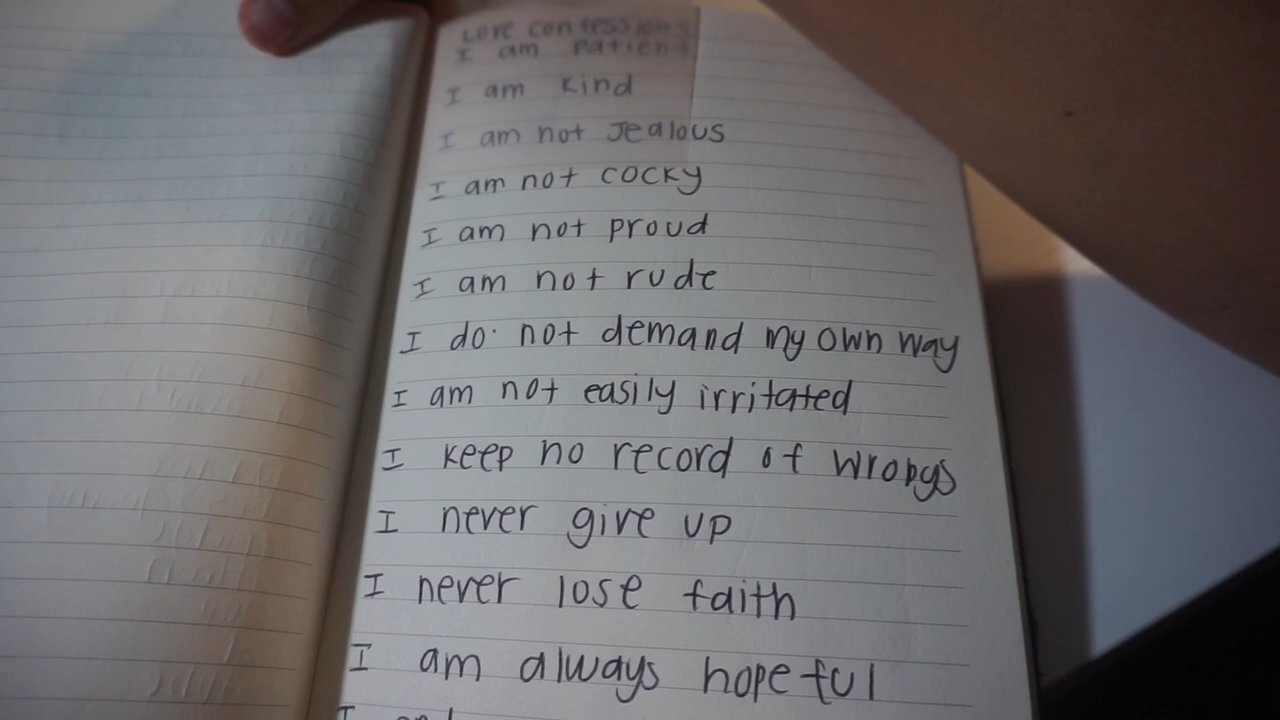 Love confessions
I am patient
I am kind
I am not Jealous
I am not cocky
I am not proud
I am not rude
I do not demand my own way
I am not easily irritated
I keep no record of wrongs
I never give up
I never lose faith
I am always hopeful
I